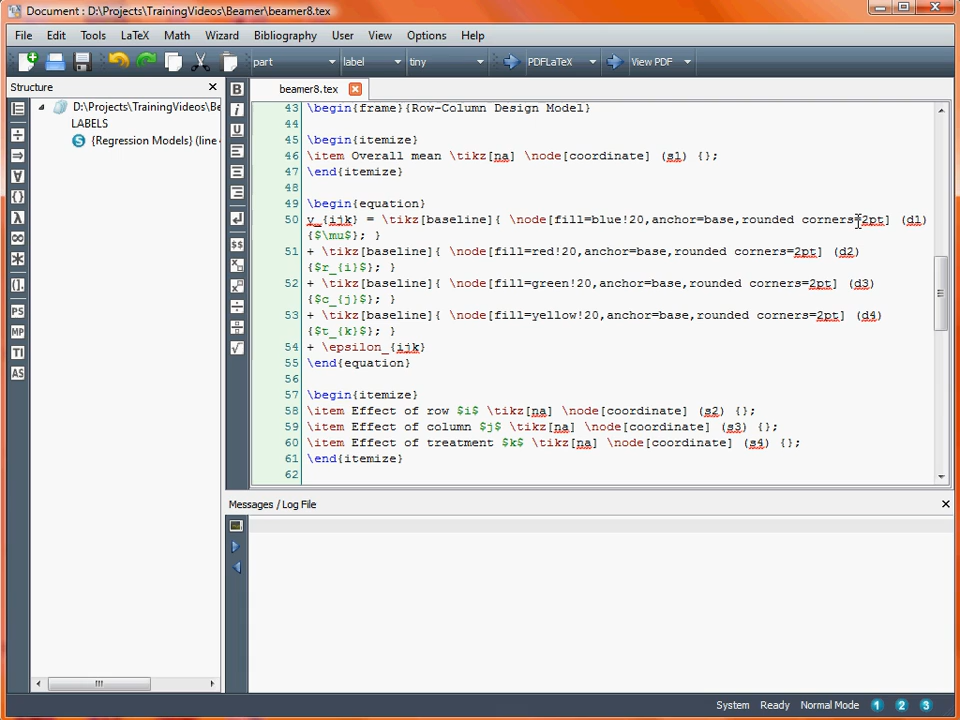 Document : D:\Projects\TrainingVideos\Beamer\beamer8.tex
File Edit Tools LaTeX Math Wizard Bibliography User View Options Help
part label tiny PDFLaTeX View PDF
Structure
D:\Projects\TrainingVideos\Be
LABELS
{Regression Models} (line
beamer8.tex
B
i
U
$$
PS
MP
TI
AS
43 \begin{frame}{Row-Column Design Model}
44
45 \begin{itemize}
46 \item Overall mean \tikz[na] \node[coordinate] (s1) {};
47 \end{itemize}
48
49 \begin{equation}
50 y_{ijk} = \tikz[baseline]{ \node[fill=blue!20,anchor=base,rounded corners=2pt] (d1)
{$\mu$}; }
51 + \tikz[baseline]{ \node[fill=red!20,anchor=base,rounded corners=2pt] (d2)
{$r_{i}$}; }
52 + \tikz[baseline]{ \node[fill=green!20,anchor=base,rounded corners=2pt] (d3)
{$c_{j}$}; }
53 + \tikz[baseline]{ \node[fill=yellow!20,anchor=base,rounded corners=2pt] (d4)
{$t_{k}$}; }
54 + \epsilon_{ijk}
55 \end{equation}
56
57 \begin{itemize}
58 \item Effect of row $i$ \tikz[na] \node[coordinate] (s2) {};
59 \item Effect of column $j$ \tikz[na] \node[coordinate] (s3) {};
60 \item Effect of treatment $k$ \tikz[na] \node[coordinate] (s4) {};
61 \end{itemize}
62
Messages / Log File
System Ready Normal Mode 1 2 3